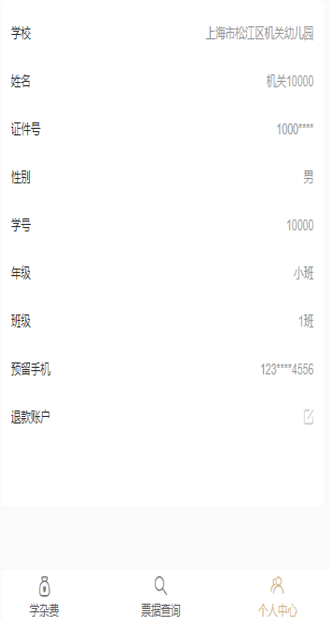 学校 上海市松江区机关幼儿园
姓名 机关10000
证件号 1000****
性别 男
学号 10000
年级 小班
班级 1班
预留手机 123****4556
退款账户
学杂费 票据查询 个人中心